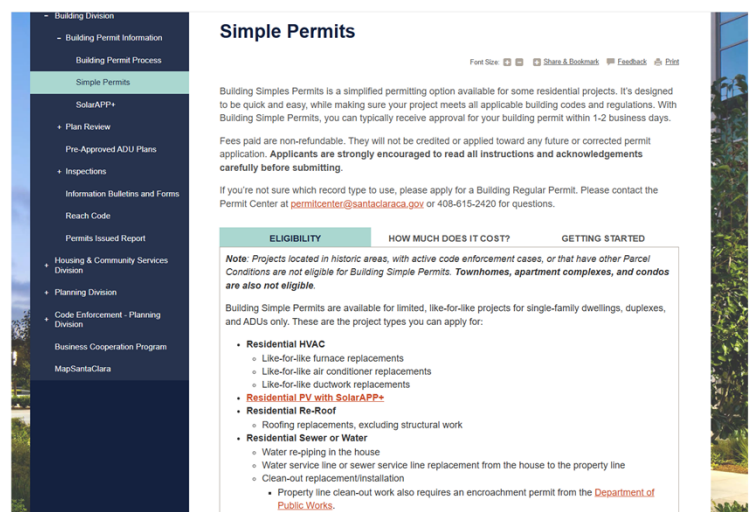 − Building Division
− Building Permit Information
Building Permit Process
Simple Permits
SolarAPP+
+ Plan Review
Pre-Approved ADU Plans
+ Inspections
Information Bulletins and Forms
Reach Code
Permits Issued Report
+ Housing & Community Services
Division
+ Planning Division
+ Code Enforcement - Planning
Division
Business Cooperation Program
MapSantaClara
Simple Permits
Font Size: + − + Share & Bookmark Feedback Print
Building Simples Permits is a simplified permitting option available for some residential projects. It's designed
to be quick and easy, while making sure your project meets all applicable building codes and regulations. With
Building Simple Permits, you can typically receive approval for your building permit within 1-2 business days.
Fees paid are non-refundable. They will not be credited or applied toward any future or corrected permit
application. Applicants are strongly encouraged to read all instructions and acknowledgements
carefully before submitting.
If you're not sure which record type to use, please apply for a Building Regular Permit. Please contact the
Permit Center at permitcenter@santaclaraca.gov or 408-615-2420 for questions.
ELIGIBILITY HOW MUCH DOES IT COST? GETTING STARTED
Note: Projects located in historic areas, with active code enforcement cases, or that have other Parcel
Conditions are not eligible for Building Simple Permits. Townhomes, apartment complexes, and condos
are also not eligible.
Building Simple Permits are available for limited, like-for-like projects for single-family dwellings, duplexes,
and ADUs only. These are the project types you can apply for:
• Residential HVAC
◦ Like-for-like furnace replacements
◦ Like-for-like air conditioner replacements
◦ Like-for-like ductwork replacements
• Residential PV with SolarAPP+
• Residential Re-Roof
◦ Roofing replacements, excluding structural work
• Residential Sewer or Water
◦ Water re-piping in the house
◦ Water service line or sewer service line replacement from the house to the property line
◦ Clean-out replacement/installation
▪ Property line clean-out work also requires an encroachment permit from the Department of
Public Works.